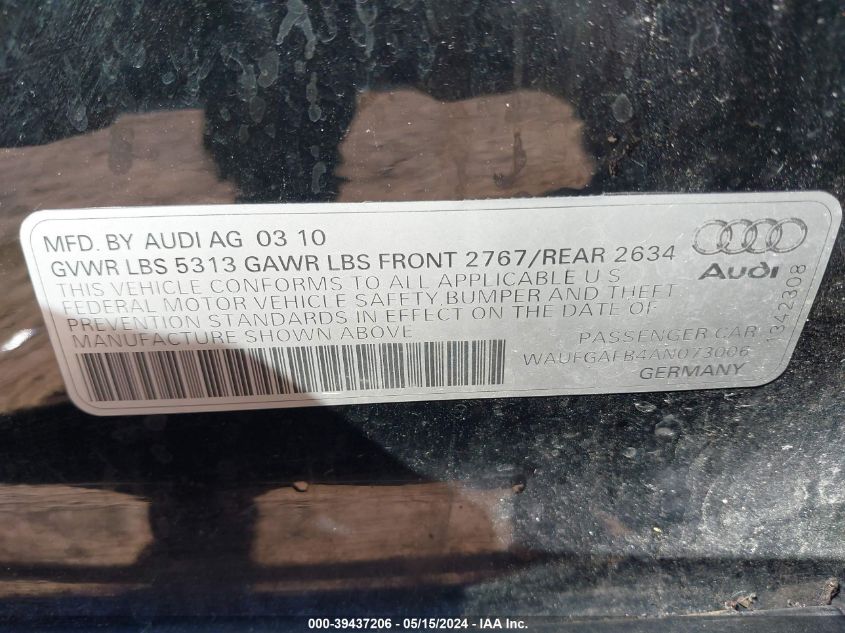 MFD. BY AUDI AG 03 10
GVWR LBS 5313 GAWR LBS FRONT 2767/REAR 2634
THIS VEHICLE CONFORMS TO ALL APPLICABLE U S
FEDERAL MOTOR VEHICLE SAFETY, BUMPER AND THEFT
PREVENTION STANDARDS IN EFFECT ON THE DATE OF
MANUFACTURE SHOWN ABOVE
PASSENGER CAR
WAUFGAFB4AN073006
GERMANY
Audi
1342308
000-39437206 - 05/15/2024 - IAA Inc.